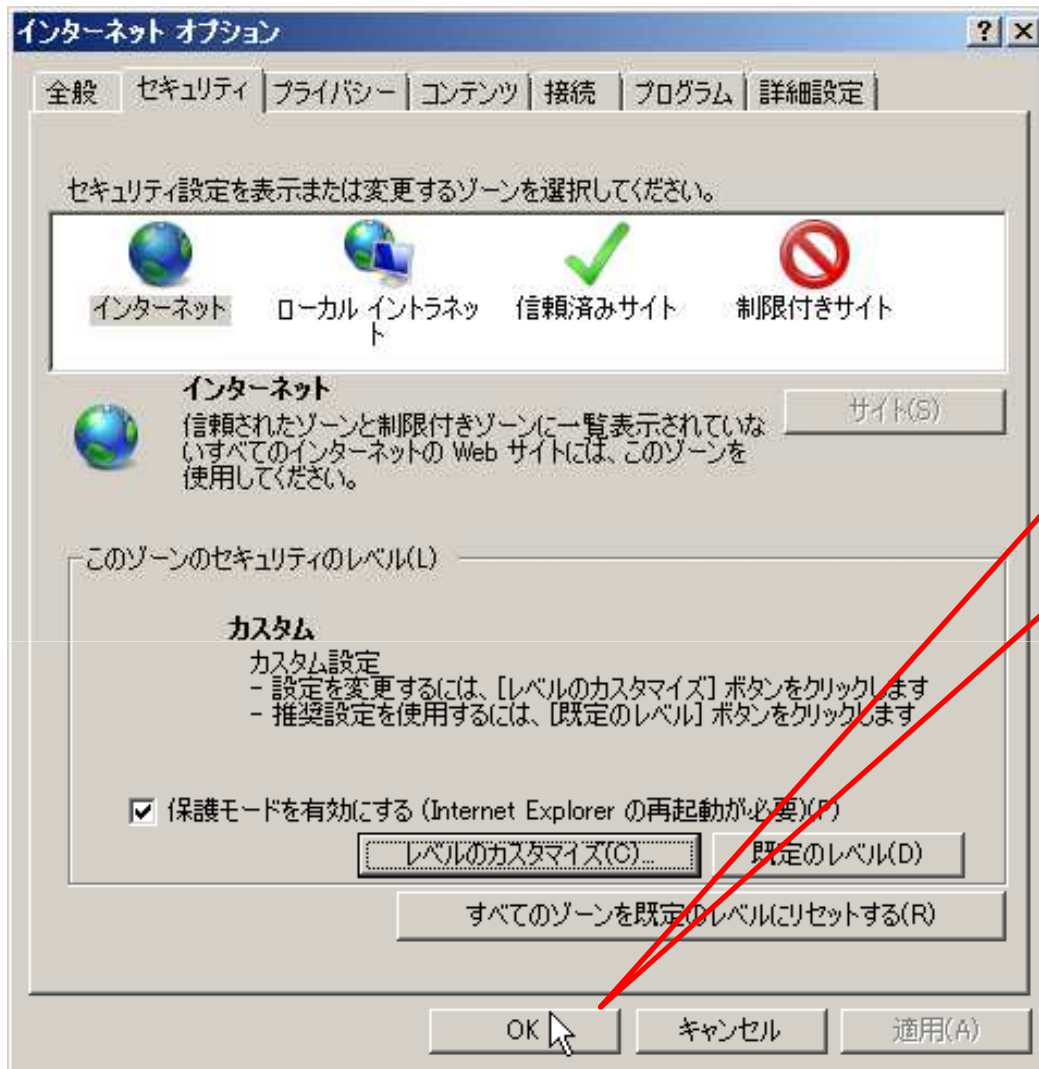 インターネット オプション
全般 セキュリティ プライバシー コンテンツ 接続 プログラム 詳細設定
セキュリティ設定を表示または変更するゾーンを選択してください。
インターネット ローカル イントラネッ 信頼済みサイト 制限付きサイト
ト
インターネット
サイト(S)
信頼されたゾーンと制限付きゾーンに一覧表示されていな
いすべてのインターネットの Web サイトには、このゾーンを
使用してください。
このゾーンのセキュリティのレベル(L)
カスタム
カスタム設定
- 設定を変更するには、[レベルのカスタマイズ] ボタンをクリックします
- 推奨設定を使用するには、[既定のレベル] ボタンをクリックします
保護モードを有効にする (Internet Explorer の再起動が必要)(P)
レベルのカスタマイズ(C)... 既定のレベル(D)
すべてのゾーンを既定のレベルにリセットする(R)
OK キャンセル 適用(A)